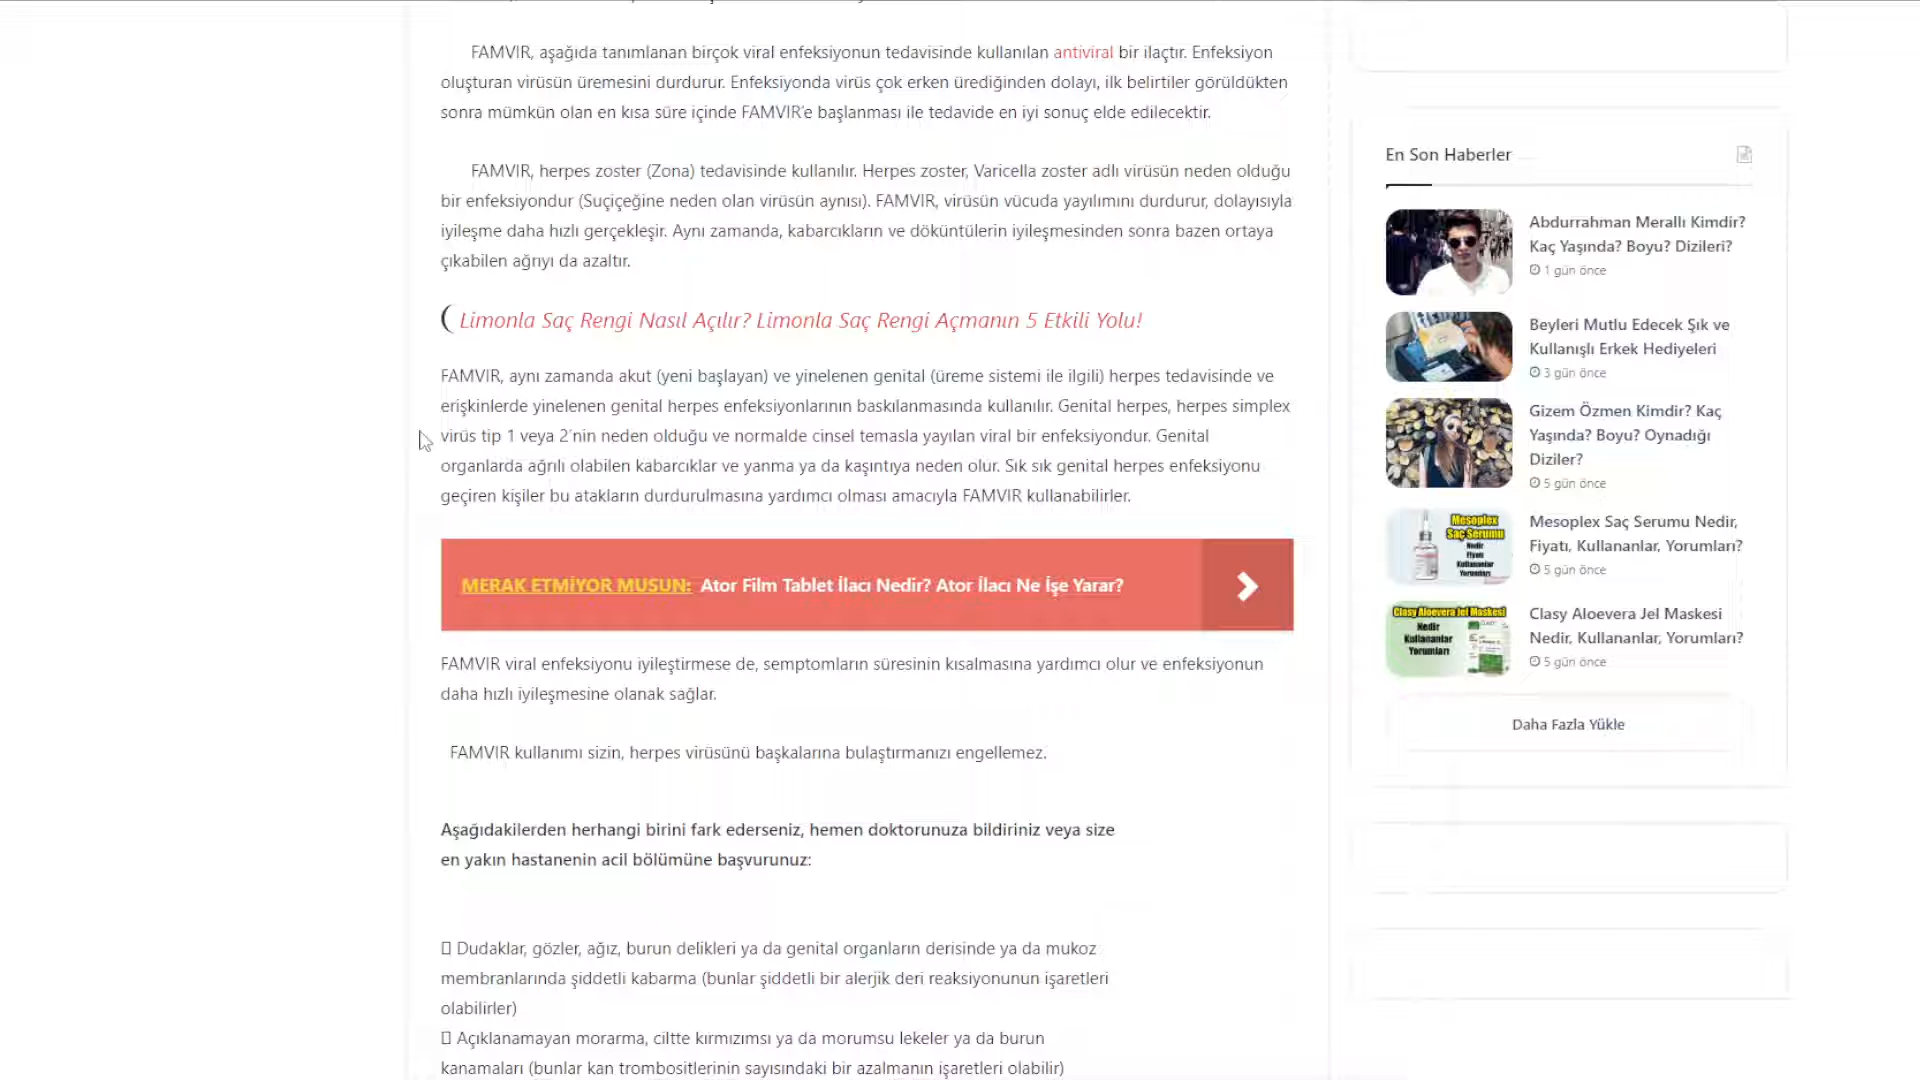 FAMVIR, aşağıda tanımlanan birçok viral enfeksiyonun tedavisinde kullanılan antiviral bir ilaçtır. Enfeksiyon
oluşturan virüsün üremesini durdurur. Enfeksiyonda virüs çok erken ürediğinden dolayı, ilk belirtiler görüldükten
sonra mümkün olan en kısa süre içinde FAMVIR'e başlanması ile tedavide en iyi sonuç elde edilecektir.
FAMVIR, herpes zoster (Zona) tedavisinde kullanılır. Herpes zoster, Varicella zoster adlı virüsün neden olduğu
bir enfeksiyondur (Suçiçeğine neden olan virüsün aynısı). FAMVIR, virüsün vücuda yayılımını durdurur, dolayısıyla
iyileşme daha hızlı gerçekleşir. Aynı zamanda, kabarcıkların ve döküntülerin iyileşmesinden sonra bazen ortaya
çıkabilen ağrıyı da azaltır.
Limonla Saç Rengi Nasıl Açılır? Limonla Saç Rengi Açmanın 5 Etkili Yolu!
FAMVIR, aynı zamanda akut (yeni başlayan) ve yinelenen genital (üreme sistemi ile ilgili) herpes tedavisinde ve
erişkinlerde yinelenen genital herpes enfeksiyonlarının baskılanmasında kullanılır. Genital herpes, herpes simplex
virüs tip 1 veya 2'nin neden olduğu ve normalde cinsel temasla yayılan viral bir enfeksiyondur. Genital
organlarda ağrılı olabilen kabarcıklar ve yanma ya da kaşıntıya neden olur. Sık sık genital herpes enfeksiyonu
geçiren kişiler bu atakların durdurulmasına yardımcı olması amacıyla FAMVIR kullanabilirler.
MERAK ETMİYOR MUSUN: Ator Film Tablet İlacı Nedir? Ator İlacı Ne İşe Yarar?
FAMVIR viral enfeksiyonu iyileştirmese de, semptomların süresinin kısalmasına yardımcı olur ve enfeksiyonun
daha hızlı iyileşmesine olanak sağlar.
FAMVIR kullanımı sizin, herpes virüsünü başkalarına bulaştırmanızı engellemez.
Aşağıdakilerden herhangi birini fark ederseniz, hemen doktorunuza bildiriniz veya size
en yakın hastanenin acil bölümüne başvurunuz:
Dudaklar, gözler, ağız, burun delikleri ya da genital organların derisinde ya da mukoz
membranlarında şiddetli kabarma (bunlar şiddetli bir alerjik deri reaksiyonunun işaretleri
olabilirler)
Açıklanamayan morarma, ciltte kırmızımsı ya da morumsu lekeler ya da burun
kanamaları (bunlar kan trombositlerinin sayısındaki bir azalmanın işaretleri olabilir)
En Son Haberler
Abdurrahman Merallı Kimdir?
Kaç Yaşında? Boyu? Dizileri?
1 gün önce
Beyleri Mutlu Edecek Şık ve
Kullanışlı Erkek Hediyeleri
3 gün önce
Gizem Özmen Kimdir? Kaç
Yaşında? Boyu? Oynadığı
Diziler?
5 gün önce
Mesoplex
Saç Serumu
Nedir
Fiyatı
Kullananlar
Yorumları
Mesoplex Saç Serumu Nedir,
Fiyatı, Kullananlar, Yorumları?
5 gün önce
Clasy Aloevera Jel Maskesi
Nedir
Kullananlar
Yorumları
Clasy Aloevera Jel Maskesi
Nedir, Kullananlar, Yorumları?
5 gün önce
Daha Fazla Yükle